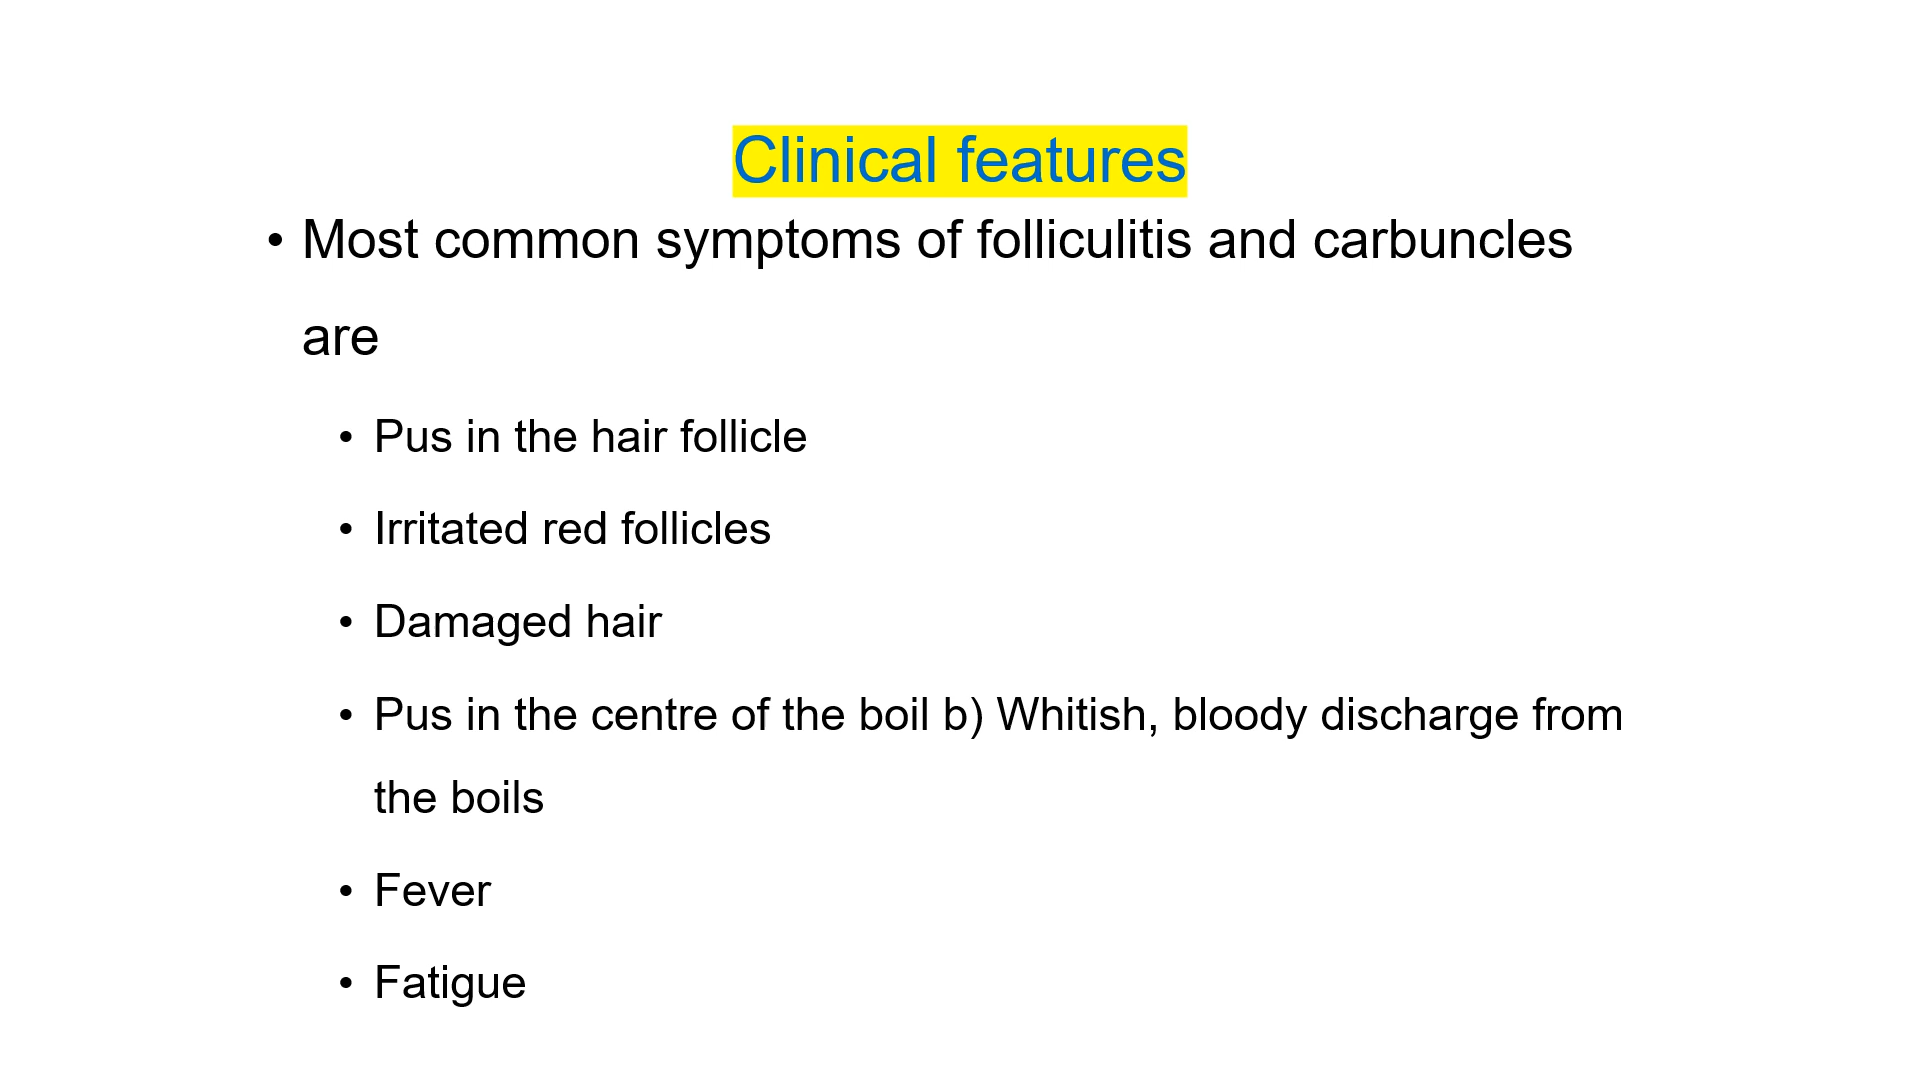 Clinical features
• Most common symptoms of folliculitis and carbuncles
are
• Pus in the hair follicle
• Irritated red follicles
• Damaged hair
• Pus in the centre of the boil b) Whitish, bloody discharge from
the boils
• Fever
• Fatigue